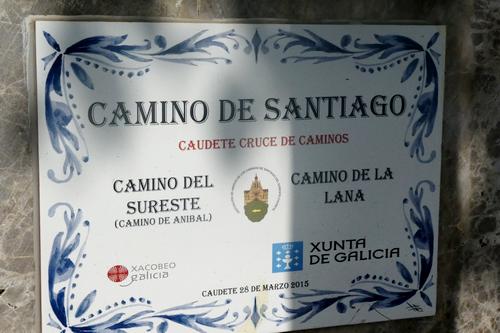 CAMINO DE SANTIAGO
CAUDETE CRUCE DE CAMINOS
CAMINO DEL
SURESTE
(CAMINO DE ANIBAL)
CAMINO DE LA
LANA
XACOBEO
galicia
XUNTA
DE GALICIA
CAUDETE 28 DE MARZO 2015